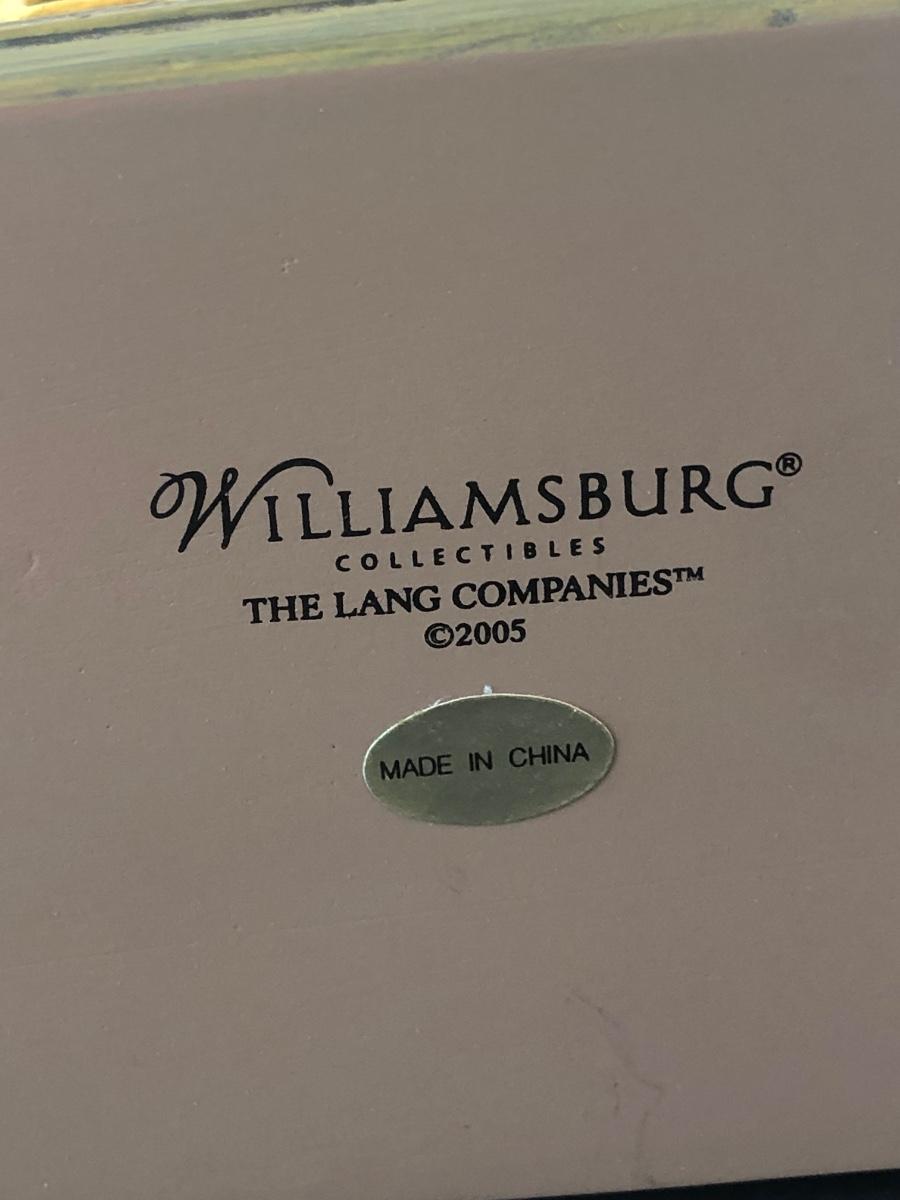 WILLIAMSBURG®
COLLECTIBLES
THE LANG COMPANIES™
©2005
MADE IN CHINA